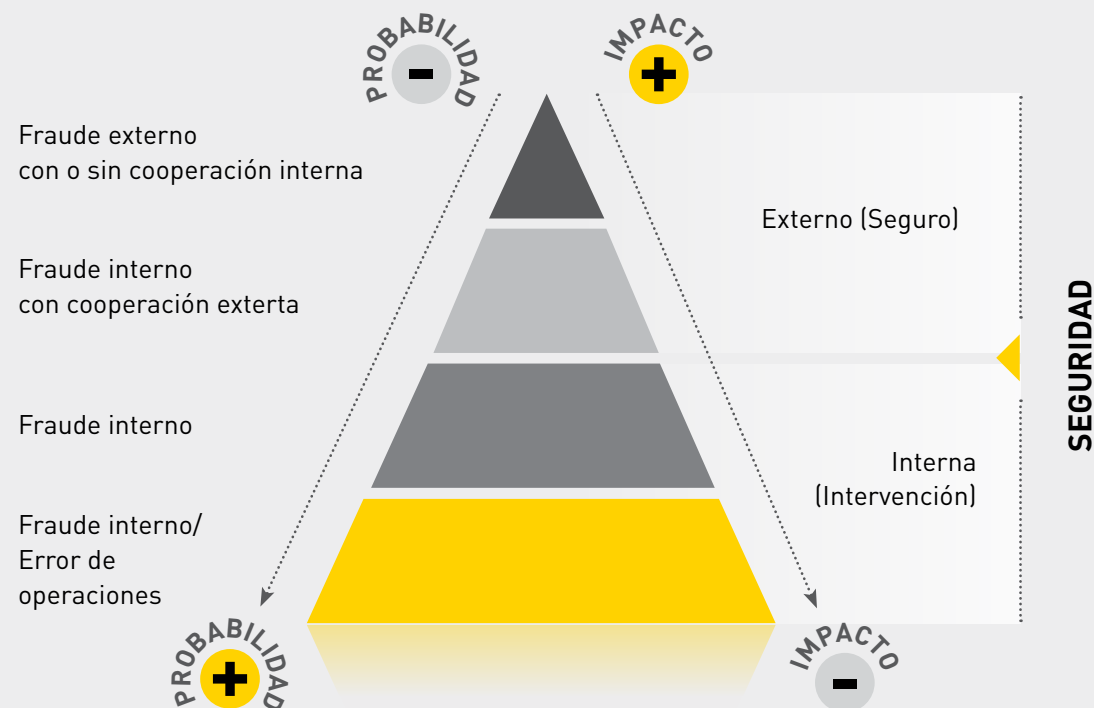 PROBABILIDAD
-
IMPACTO
+
Fraude externo
con o sin cooperación interna
Externo (Seguro)
Fraude interno
con cooperación exterta
SEGURIDAD
Fraude interno
Interna
(Intervención)
Fraude interno/
Error de
operaciones
PROBABILIDAD
+
IMPACTO
-